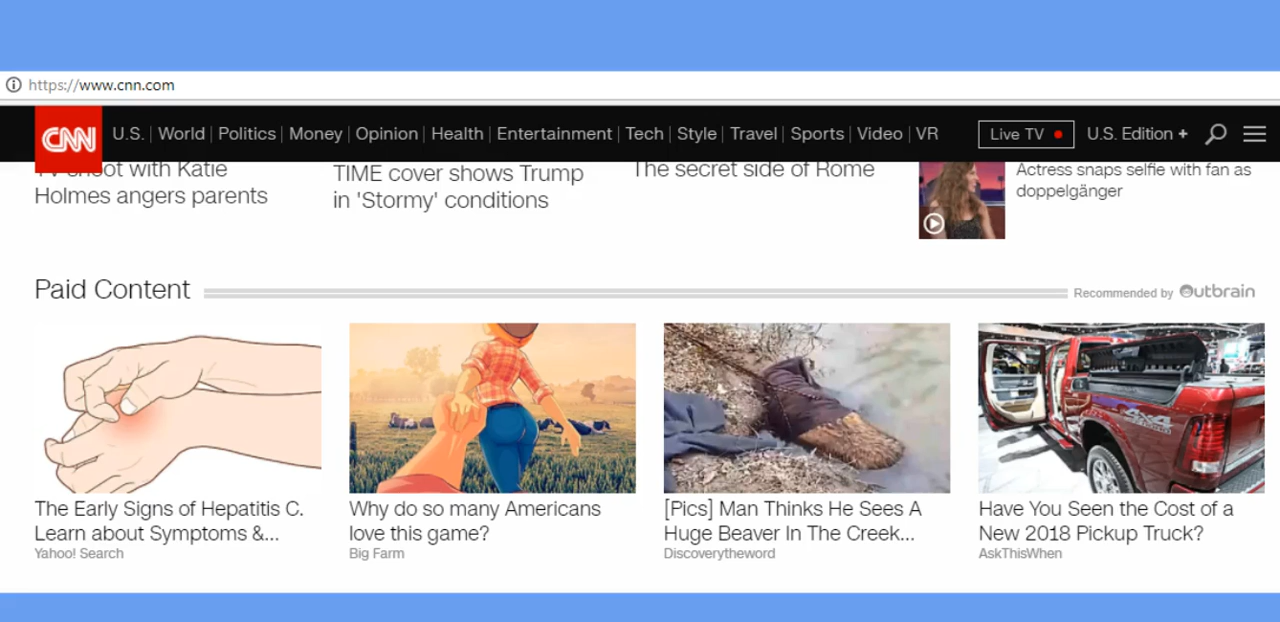 https://www.cnn.com
CNN U.S. World Politics Money Opinion Health Entertainment Tech Style Travel Sports Video VR Live TV U.S. Edition +
TV shoot with Katie
Holmes angers parents
TIME cover shows Trump
in 'Stormy' conditions
The secret side of Rome
Actress snaps selfie with fan as
doppelgänger
Paid Content
Recommended by Outbrain
The Early Signs of Hepatitis C.
Learn about Symptoms &...
Yahoo! Search
Why do so many Americans
love this game?
Big Farm
[Pics] Man Thinks He Sees A
Huge Beaver In The Creek...
Discoverytheword
4x4
Have You Seen the Cost of a
New 2018 Pickup Truck?
AskThisWhen